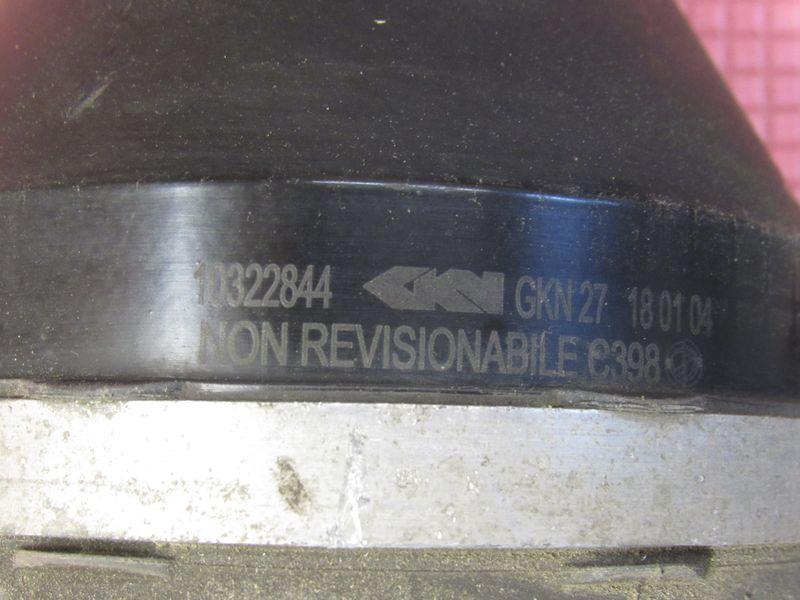 10322844 GKN GKN 27 18 01 04
NON REVISIONABILE C398